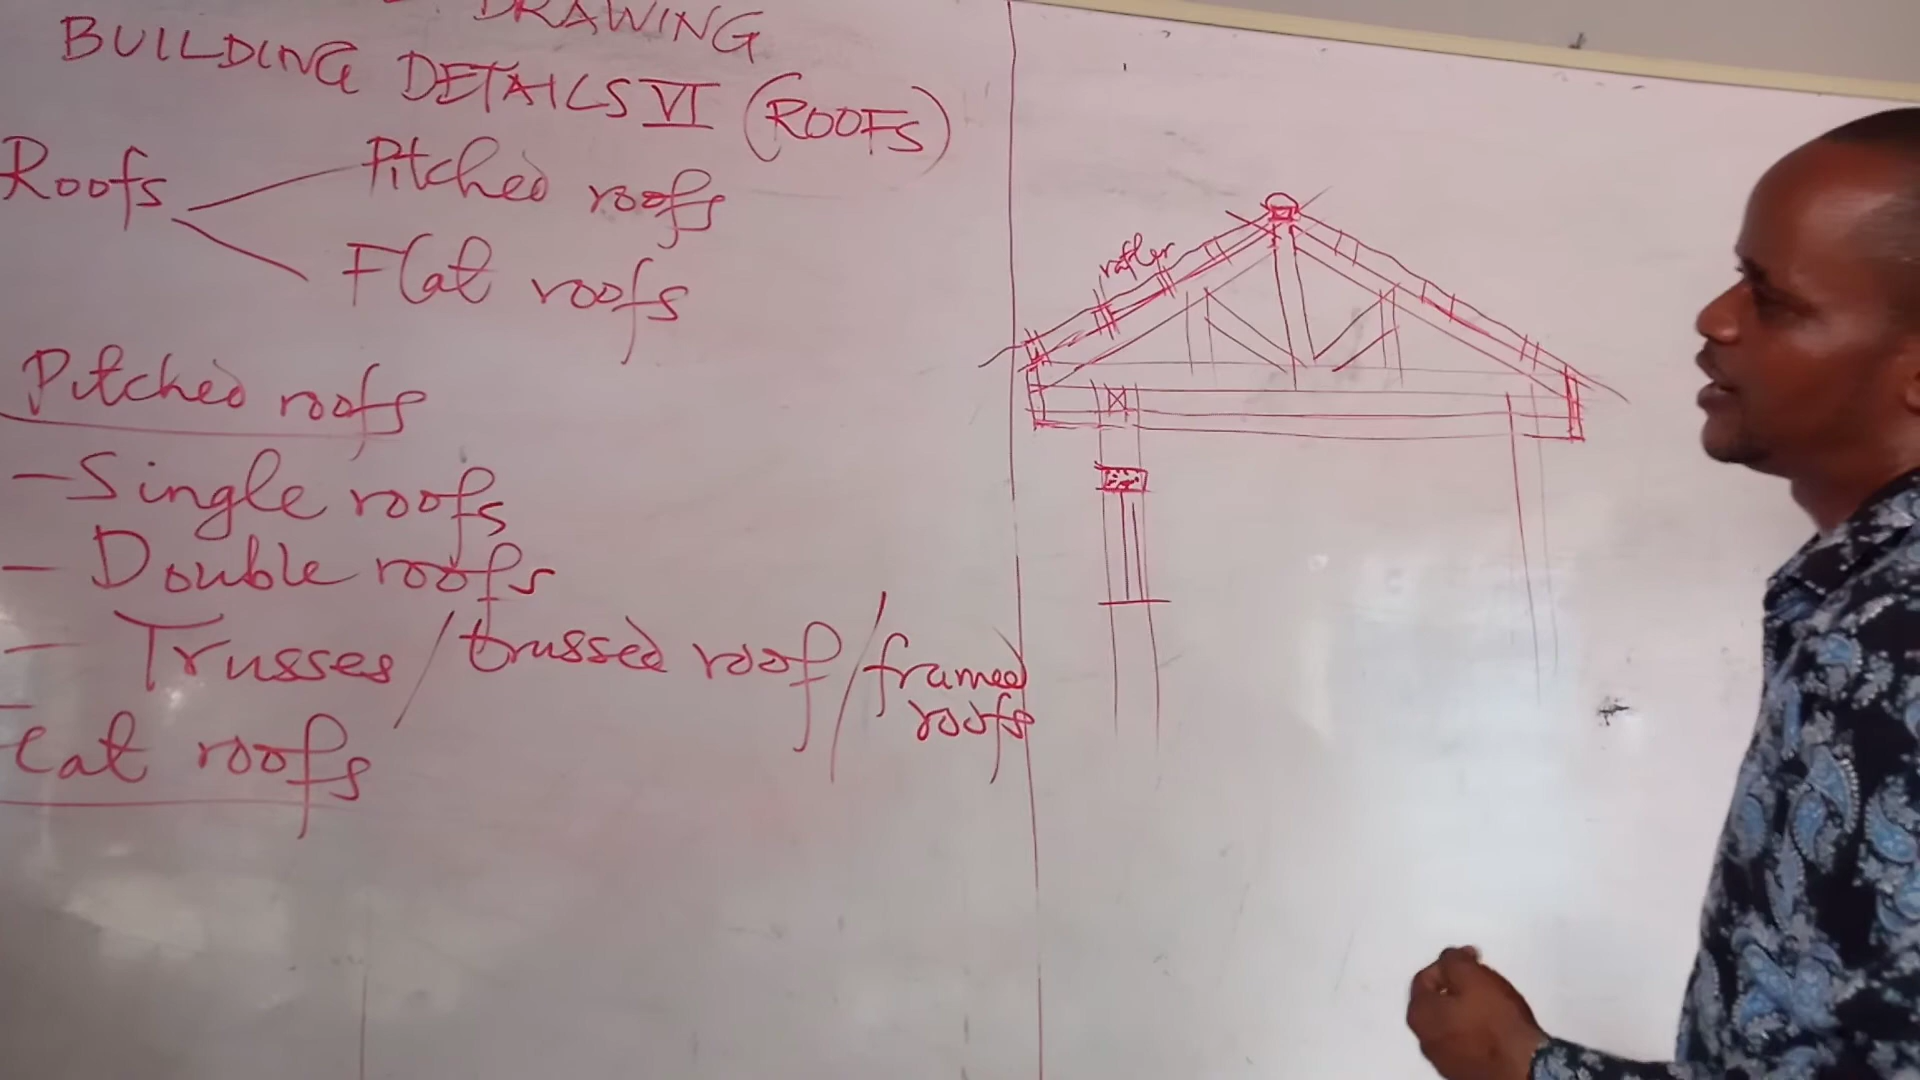 DRAWING
BUILDING DETAILS VI (ROOFS)
Roofs
Pitched roofs
Flat roofs
Pitched roofs
- Single roofs
- Double roofs
- Trusses / trussed roof / framed roofs
roofs
rafter